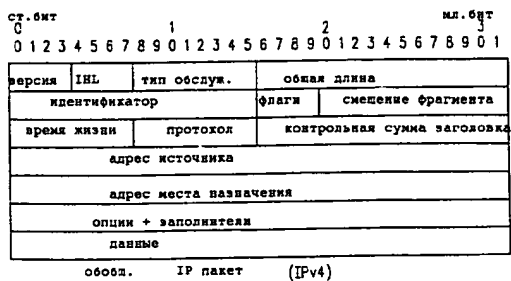 ст.бит мл.бит
0 1 2 3
0 1 2 3 4 5 6 7 8 9 0 1 2 3 4 5 6 7 8 9 0 1 2 3 4 5 6 7 8 9 0 1
версия IHL тип обслуж. общая длина
идентификатор флаги смещение фрагмента
время жизни протокол контрольная сумма заголовка
адрес источника
адрес места назначения
опции + заполнители
данные
обобщ. IP пакет (IPv4)